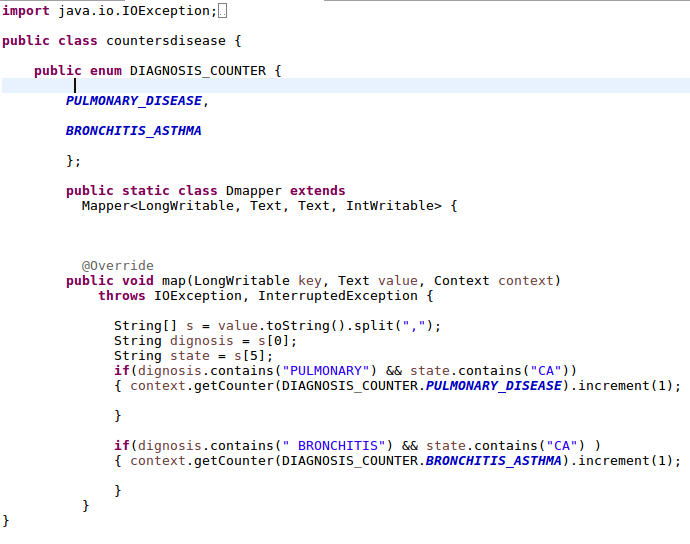 import java.io.IOException;
public class countersdisease {
public enum DIAGNOSIS_COUNTER {
PULMONARY_DISEASE,
BRONCHITIS_ASTHMA
};
public static class Dmapper extends
Mapper<LongWritable, Text, Text, IntWritable> {
@Override
public void map(LongWritable key, Text value, Context context)
throws IOException, InterruptedException {
String[] s = value.toString().split(",");
String dignosis = s[0];
String state = s[5];
if(dignosis.contains("PULMONARY") && state.contains("CA"))
{ context.getCounter(DIAGNOSIS_COUNTER.PULMONARY_DISEASE).increment(1);
}
if(dignosis.contains(" BRONCHITIS") && state.contains("CA") )
{ context.getCounter(DIAGNOSIS_COUNTER.BRONCHITIS_ASTHMA).increment(1);
}
}
}